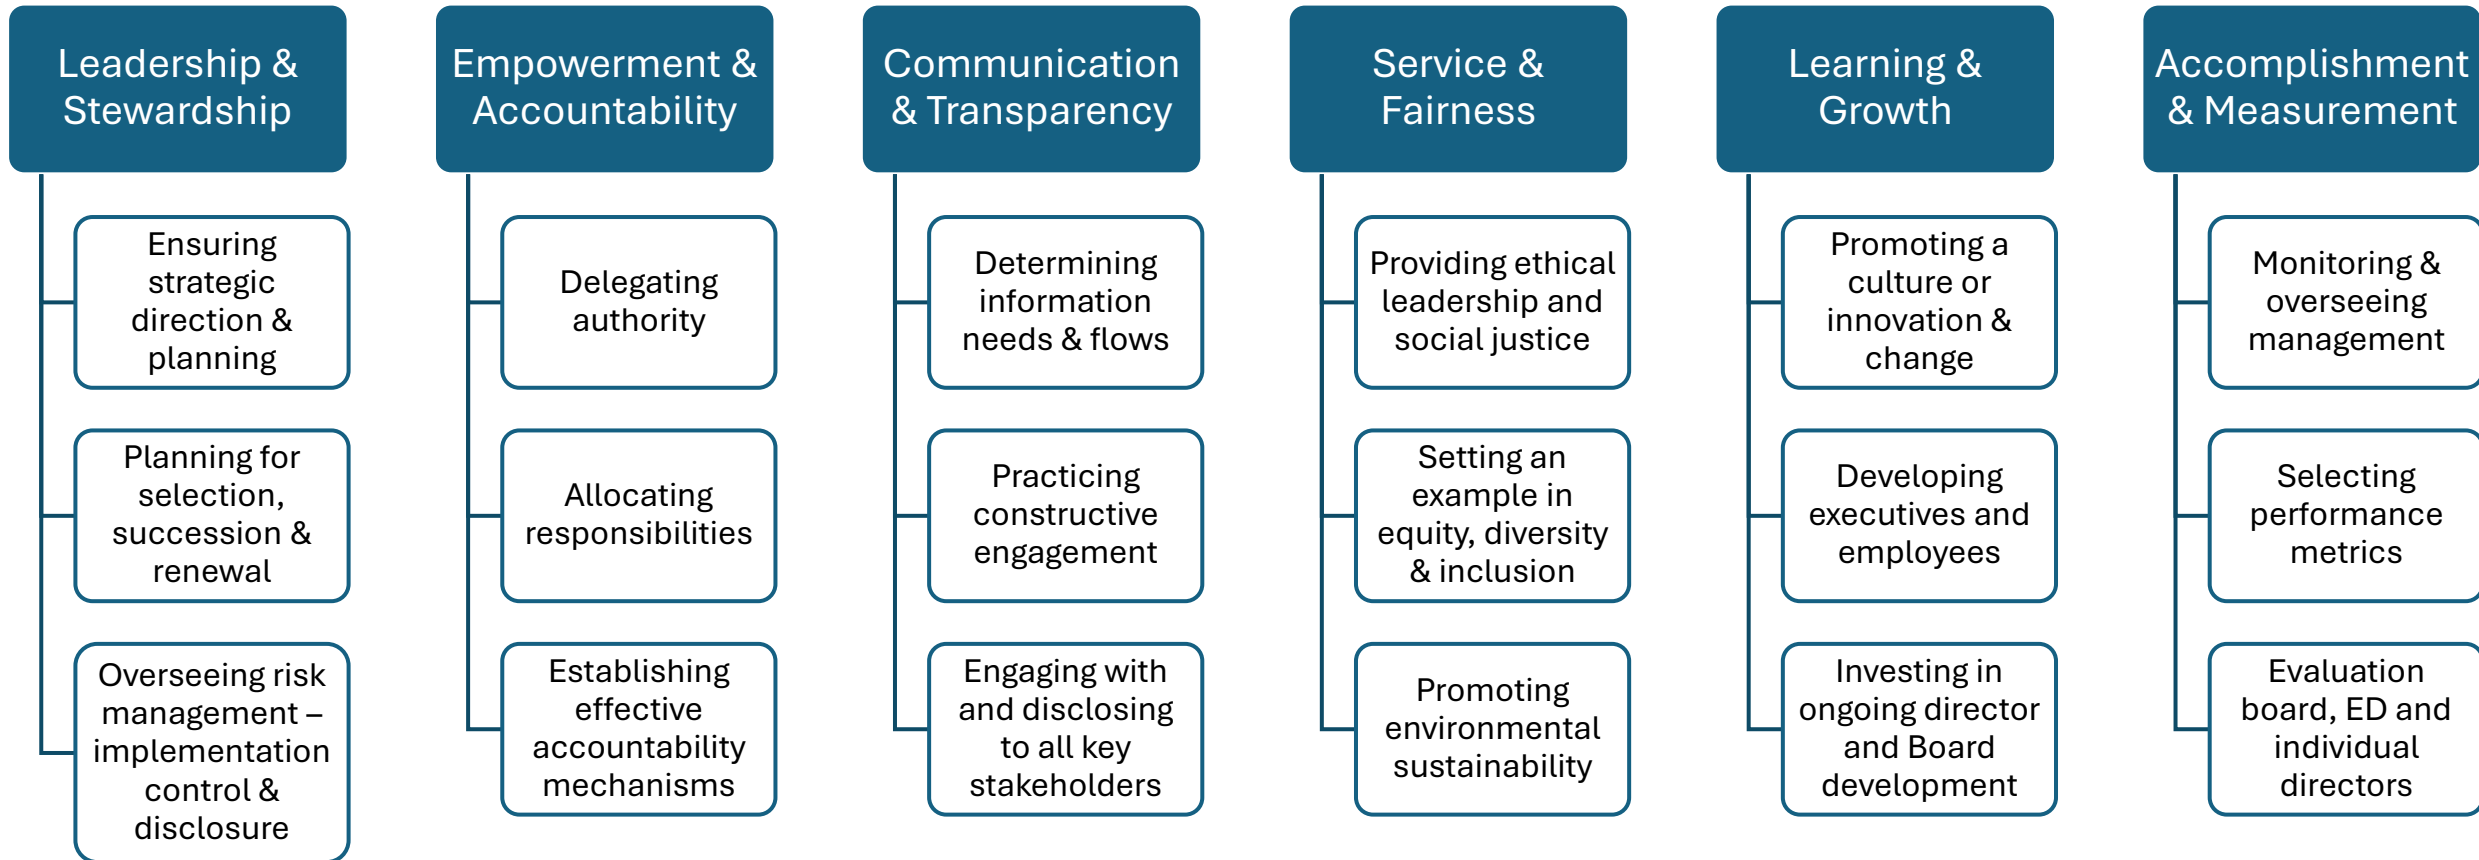 Leadership &
Stewardship
Ensuring
strategic
direction &
planning
Planning for
selection,
succession &
renewal
Overseeing risk
management –
implementation
control &
disclosure
Empowerment &
Accountability
Delegating
authority
Allocating
responsibilities
Establishing
effective
accountability
mechanisms
Communication
& Transparency
Determining
information
needs & flows
Practicing
constructive
engagement
Engaging with
and disclosing
to all key
stakeholders
Service &
Fairness
Providing ethical
leadership and
social justice
Setting an
example in
equity, diversity
& inclusion
Promoting
environmental
sustainability
Learning &
Growth
Promoting a
culture or
innovation &
change
Developing
executives and
employees
Investing in
ongoing director
and Board
development
Accomplishment
& Measurement
Monitoring &
overseeing
management
Selecting
performance
metrics
Evaluation
board, ED and
individual
directors